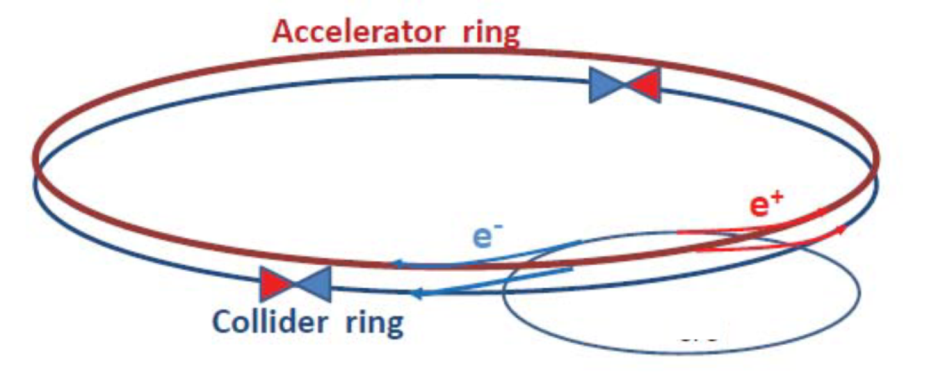 Accelerator ring
e⁺
e⁻
Collider ring